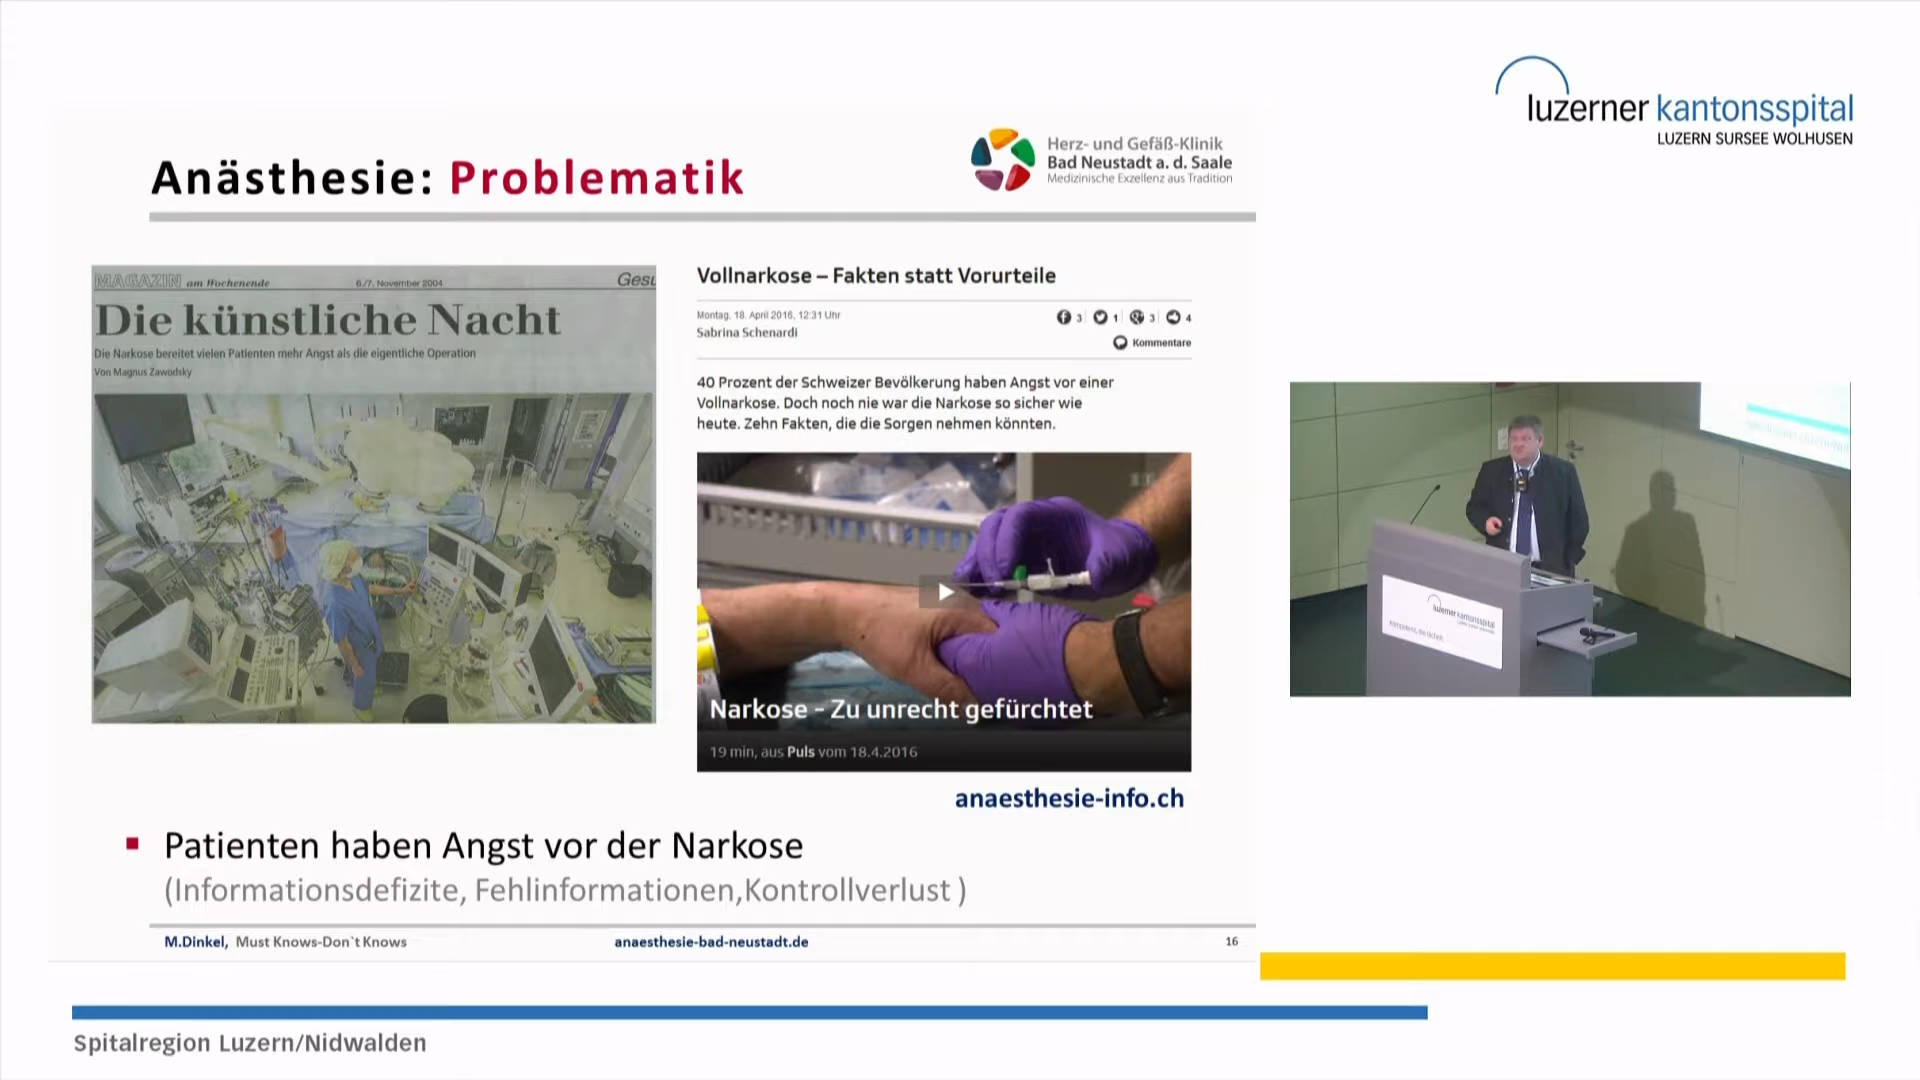 luzerner kantonsspital
LUZERN SURSEE WOLHUSEN
Anästhesie: Problematik
Herz- und Gefäß-Klinik
Bad Neustadt a. d. Saale
Medizinische Exzellenz aus Tradition
MAGAZIN am Wochenende 6./7. November 2004 Gesu
Die künstliche Nacht
Die Narkose bereitet vielen Patienten mehr Angst als die eigentliche Operation
Von Magnus Zawodsky
Vollnarkose – Fakten statt Vorurteile
Montag, 18. April 2016, 12:31 Uhr
Sabrina Schenardi
3 1 3 4
Kommentare
40 Prozent der Schweizer Bevölkerung haben Angst vor einer
Vollnarkose. Doch noch nie war die Narkose so sicher wie
heute. Zehn Fakten, die die Sorgen nehmen könnten.
Narkose - Zu unrecht gefürchtet
19 min, aus Puls vom 18.4.2016
anaesthesie-info.ch
Patienten haben Angst vor der Narkose
(Informationsdefizite, Fehlinformationen,Kontrollverlust )
M.Dinkel, Must Knows-Don`t Knows anaesthesie-bad-neustadt.de 16
luzerner kantonsspital
Spitalregion Luzern/Nidwalden